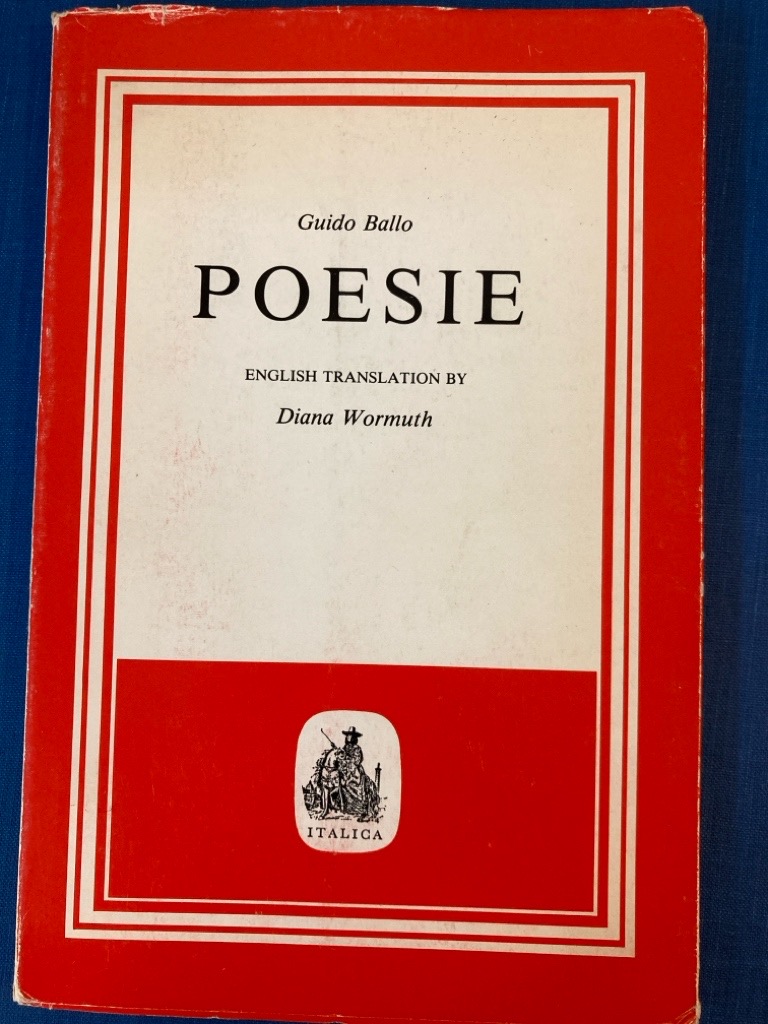 Guido Ballo
POESIE
ENGLISH TRANSLATION BY
Diana Wormuth
ITALICA